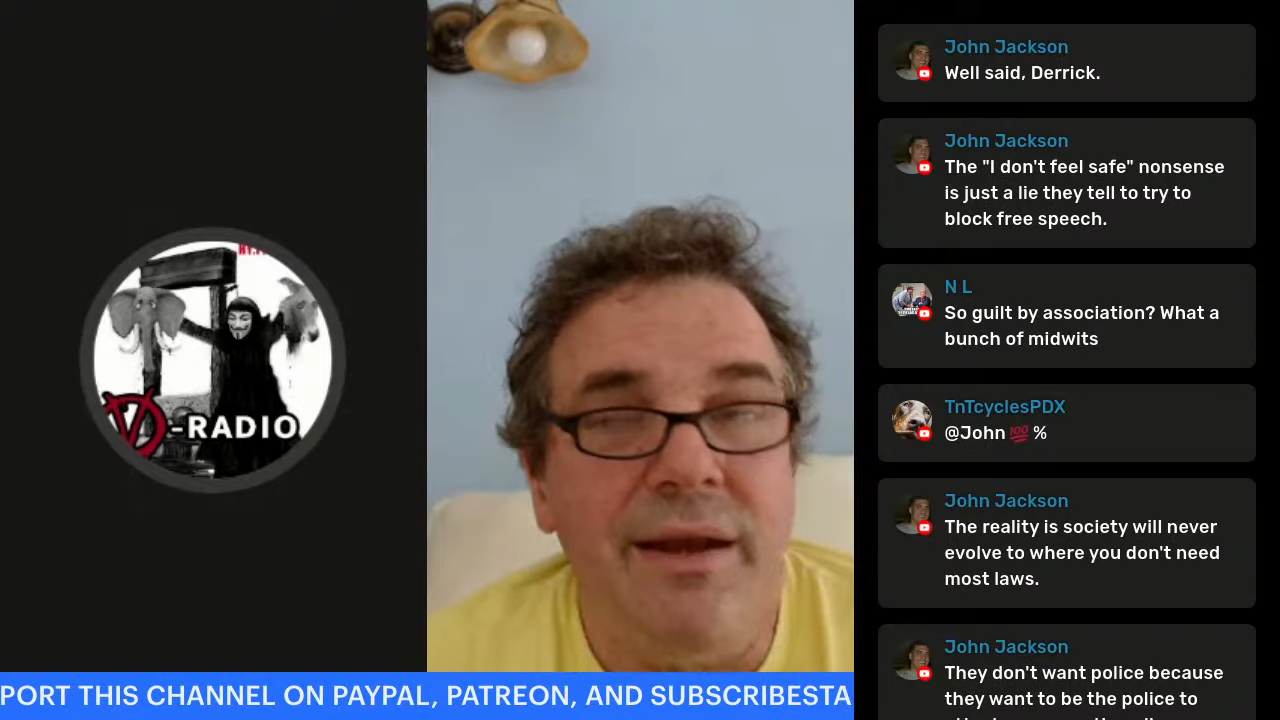 -RADIO
PORT THIS CHANNEL ON PAYPAL, PATREON, AND SUBSCRIBESTA
John Jackson
Well said, Derrick.
John Jackson
The "I don't feel safe" nonsense
is just a lie they tell to try to
block free speech.
N L
So guilt by association? What a
bunch of midwits
TnTcyclesPDX
@John 💯 %
John Jackson
The reality is society will never
evolve to where you don't need
most laws.
John Jackson
They don't want police because
they want to be the police to